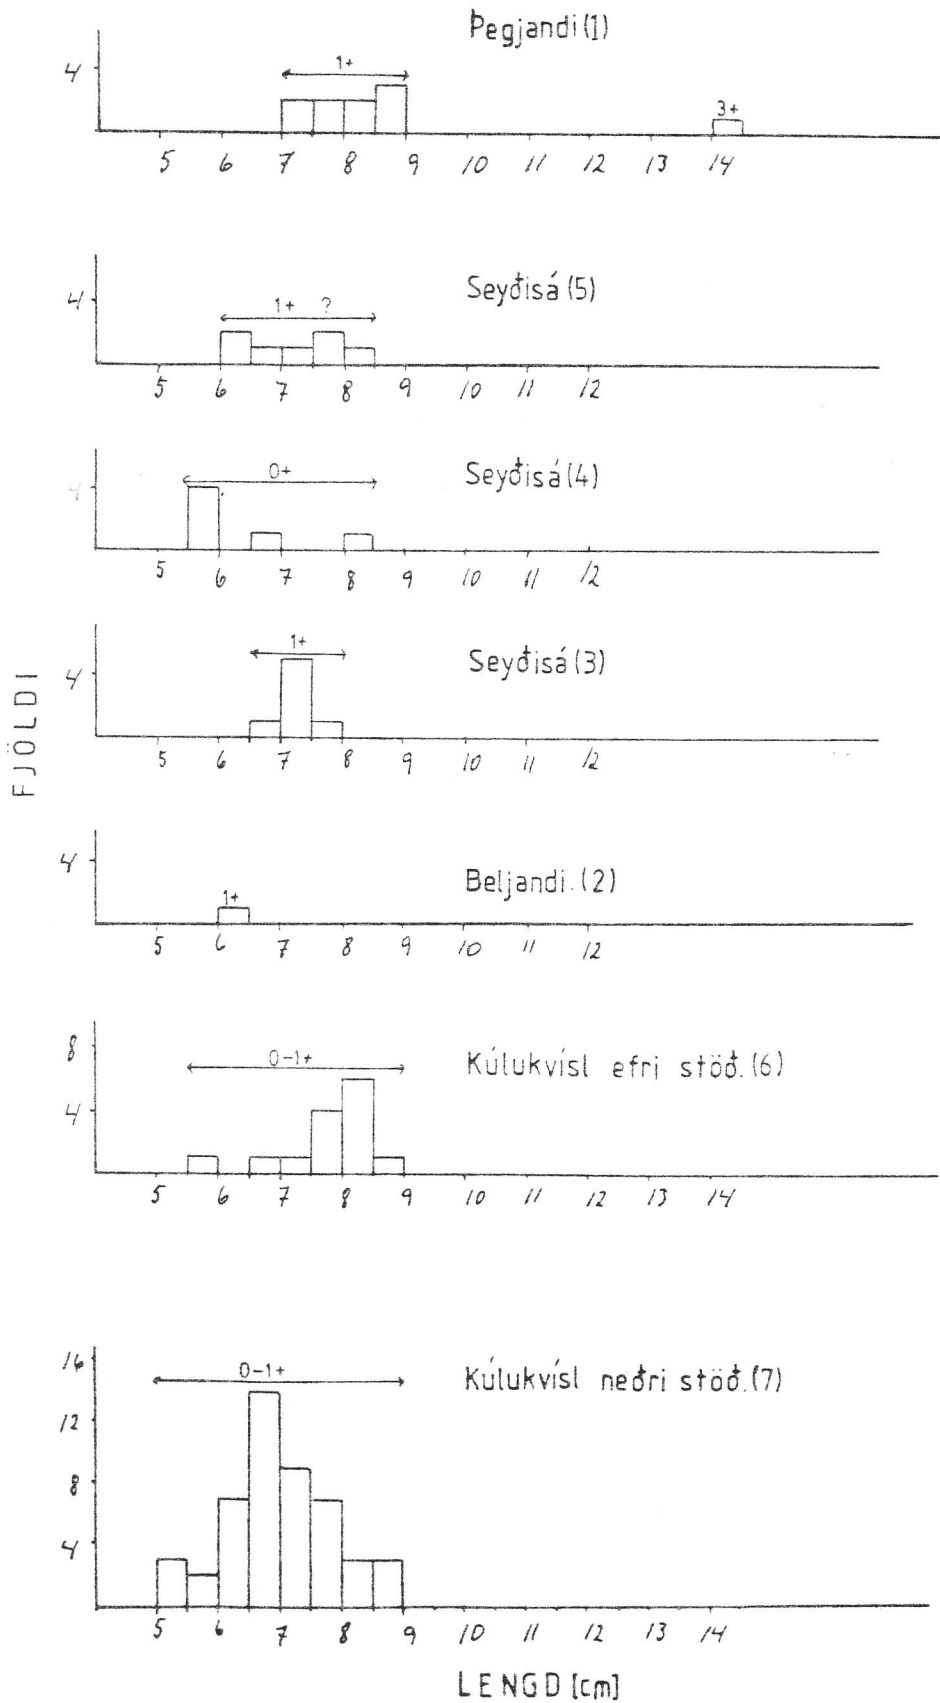 Þegjandi (1)
4
1+
3+
5 6 7 8 9 10 11 12 13 14
Seyðisá (5)
4
1+ ?
5 6 7 8 9 10 11 12
Seyðisá (4)
4
0+
5 6 7 8 9 10 11 12
Seyðisá (3)
4
1+
5 6 7 8 9 10 11 12
FJÖLDI
Beljandi. (2)
4
1+
5 6 7 8 9 10 11 12
Kúlukvísl efri stöð. (6)
8
0-1+
4
5 6 7 8 9 10 11 12 13 14
Kúlukvísl neðri stöð. (7)
16
0-1+
12
8
4
5 6 7 8 9 10 11 12 13 14
LENGD [cm]